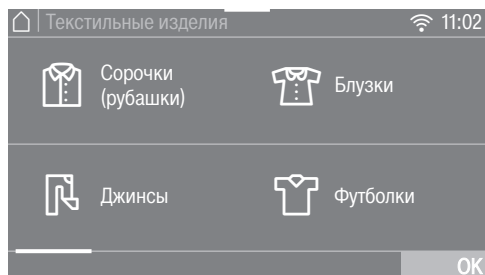 Текстильные изделия 11:02
Сорочки
(рубашки)
Блузки
Джинсы
Футболки
OK